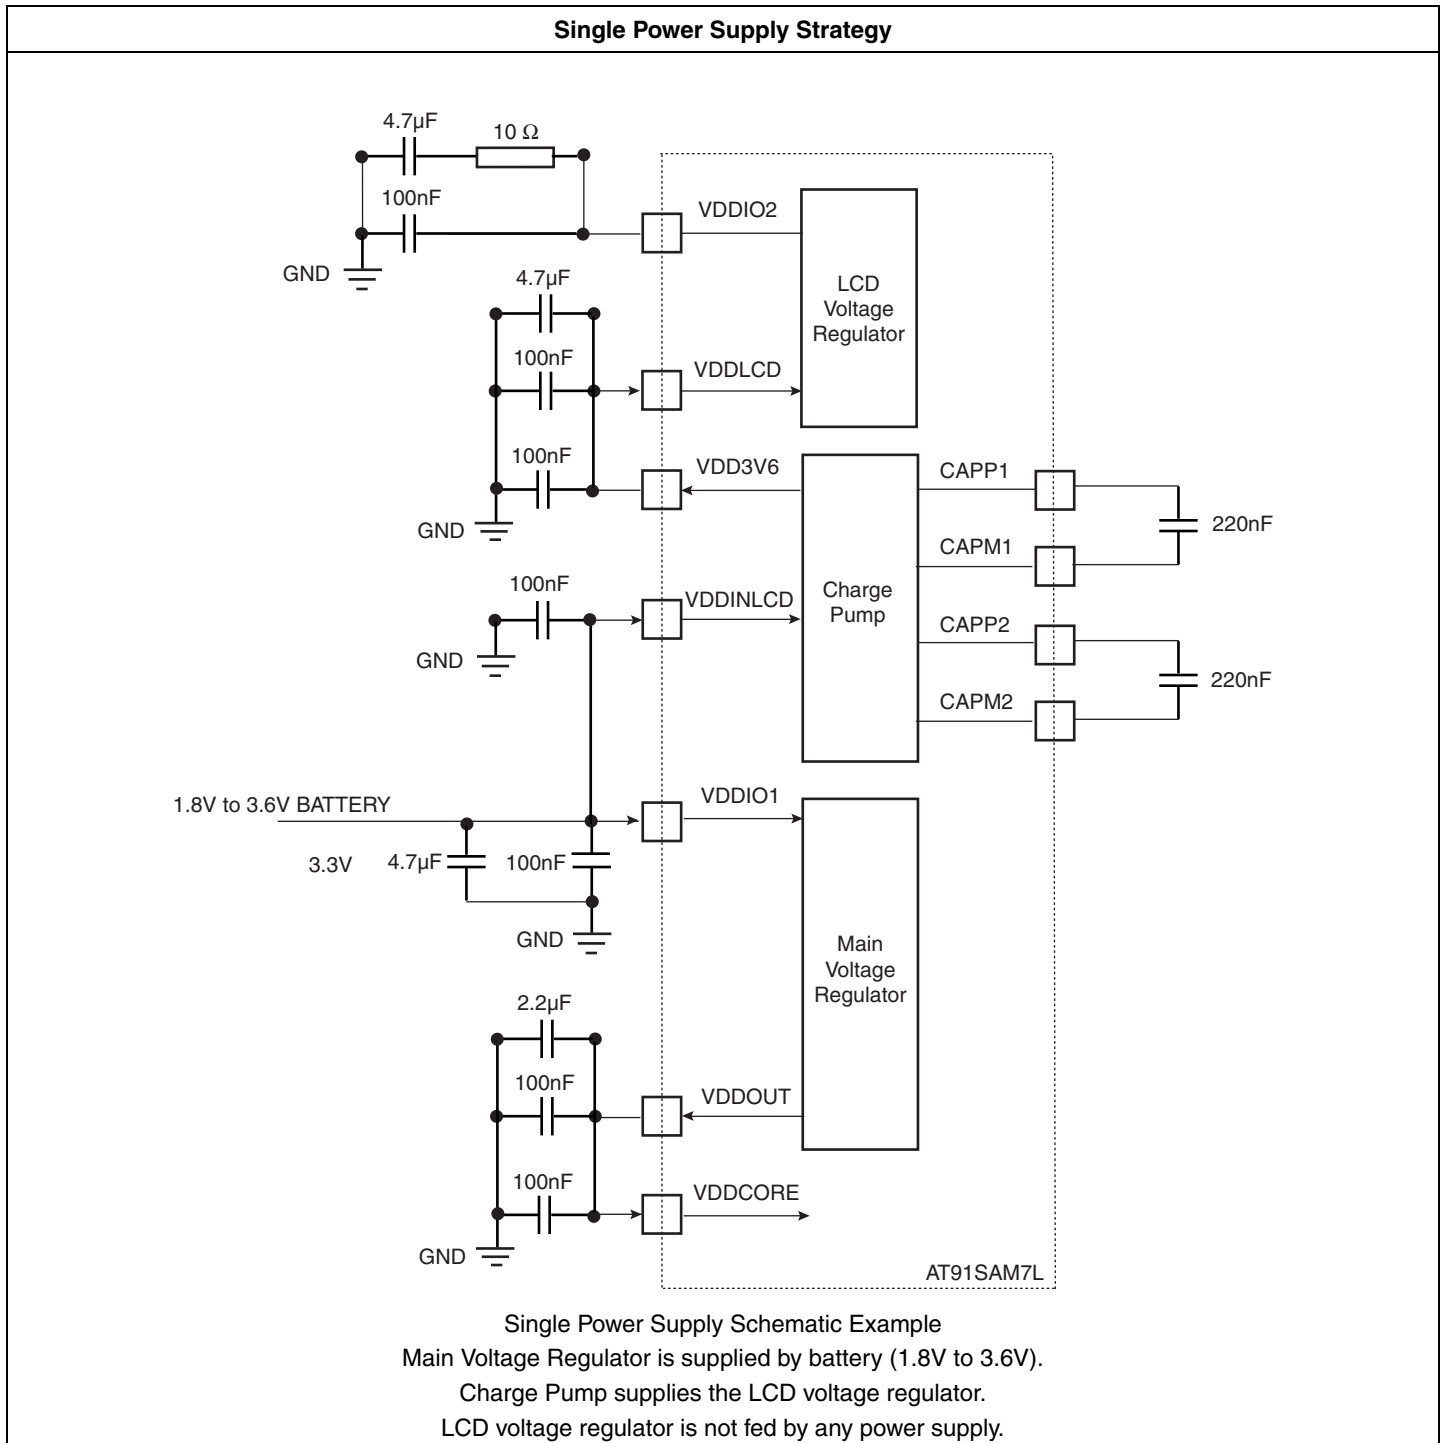 Single Power Supply Strategy
4.7µF
10 Ω
100nF
VDDIO2
GND
4.7µF
LCD
Voltage
Regulator
100nF
VDDLCD
100nF
VDD3V6
CAPP1
GND
220nF
CAPM1
100nF
VDDINLCD
Charge
Pump
CAPP2
GND
220nF
CAPM2
1.8V to 3.6V BATTERY
VDDIO1
3.3V
4.7µF
100nF
GND
Main
Voltage
Regulator
2.2µF
100nF
VDDOUT
100nF
VDDCORE
GND
AT91SAM7L
Single Power Supply Schematic Example
Main Voltage Regulator is supplied by battery (1.8V to 3.6V).
Charge Pump supplies the LCD voltage regulator.
LCD voltage regulator is not fed by any power supply.